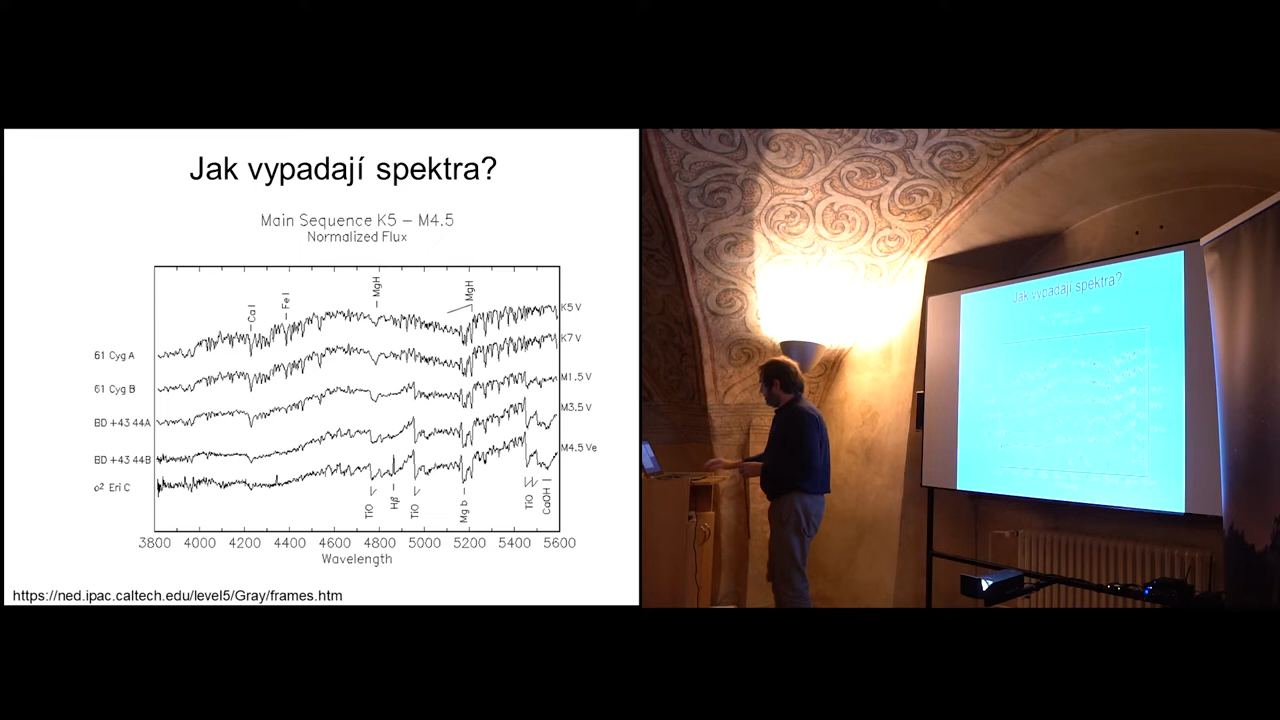 Jak vypadají spektra?
Main Sequence K5 – M4.5
Normalized Flux
Ca I
Fe I
MgH
MgH
K5 V
61 Cyg A
K7 V
61 Cyg B
M1.5 V
BD +43 44A
M3.5 V
BD +43 44B
M4.5 Ve
o² Eri C
TiO
Hβ
TiO
Mg b
TiO
CaOH
3800 4000 4200 4400 4600 4800 5000 5200 5400 5600
Wavelength
https://ned.ipac.caltech.edu/level5/Gray/frames.htm
Jak vypadají spektra?